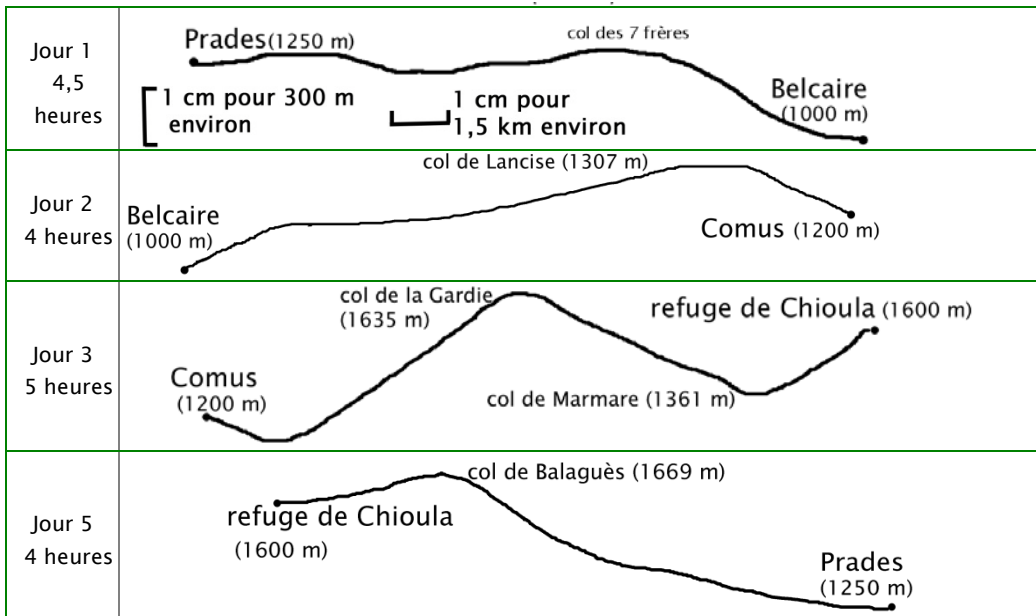 Jour 1
4,5
heures
Prades(1250 m)
col des 7 frères
Belcaire
(1000 m)
1 cm pour 300 m
environ
1 cm pour
1,5 km environ
Jour 2
4 heures
Belcaire
(1000 m)
col de Lancise (1307 m)
Comus (1200 m)
Jour 3
5 heures
Comus
(1200 m)
col de la Gardie
(1635 m)
col de Marmare (1361 m)
refuge de Chioula (1600 m)
Jour 5
4 heures
refuge de Chioula
(1600 m)
col de Balaguès (1669 m)
Prades
(1250 m)